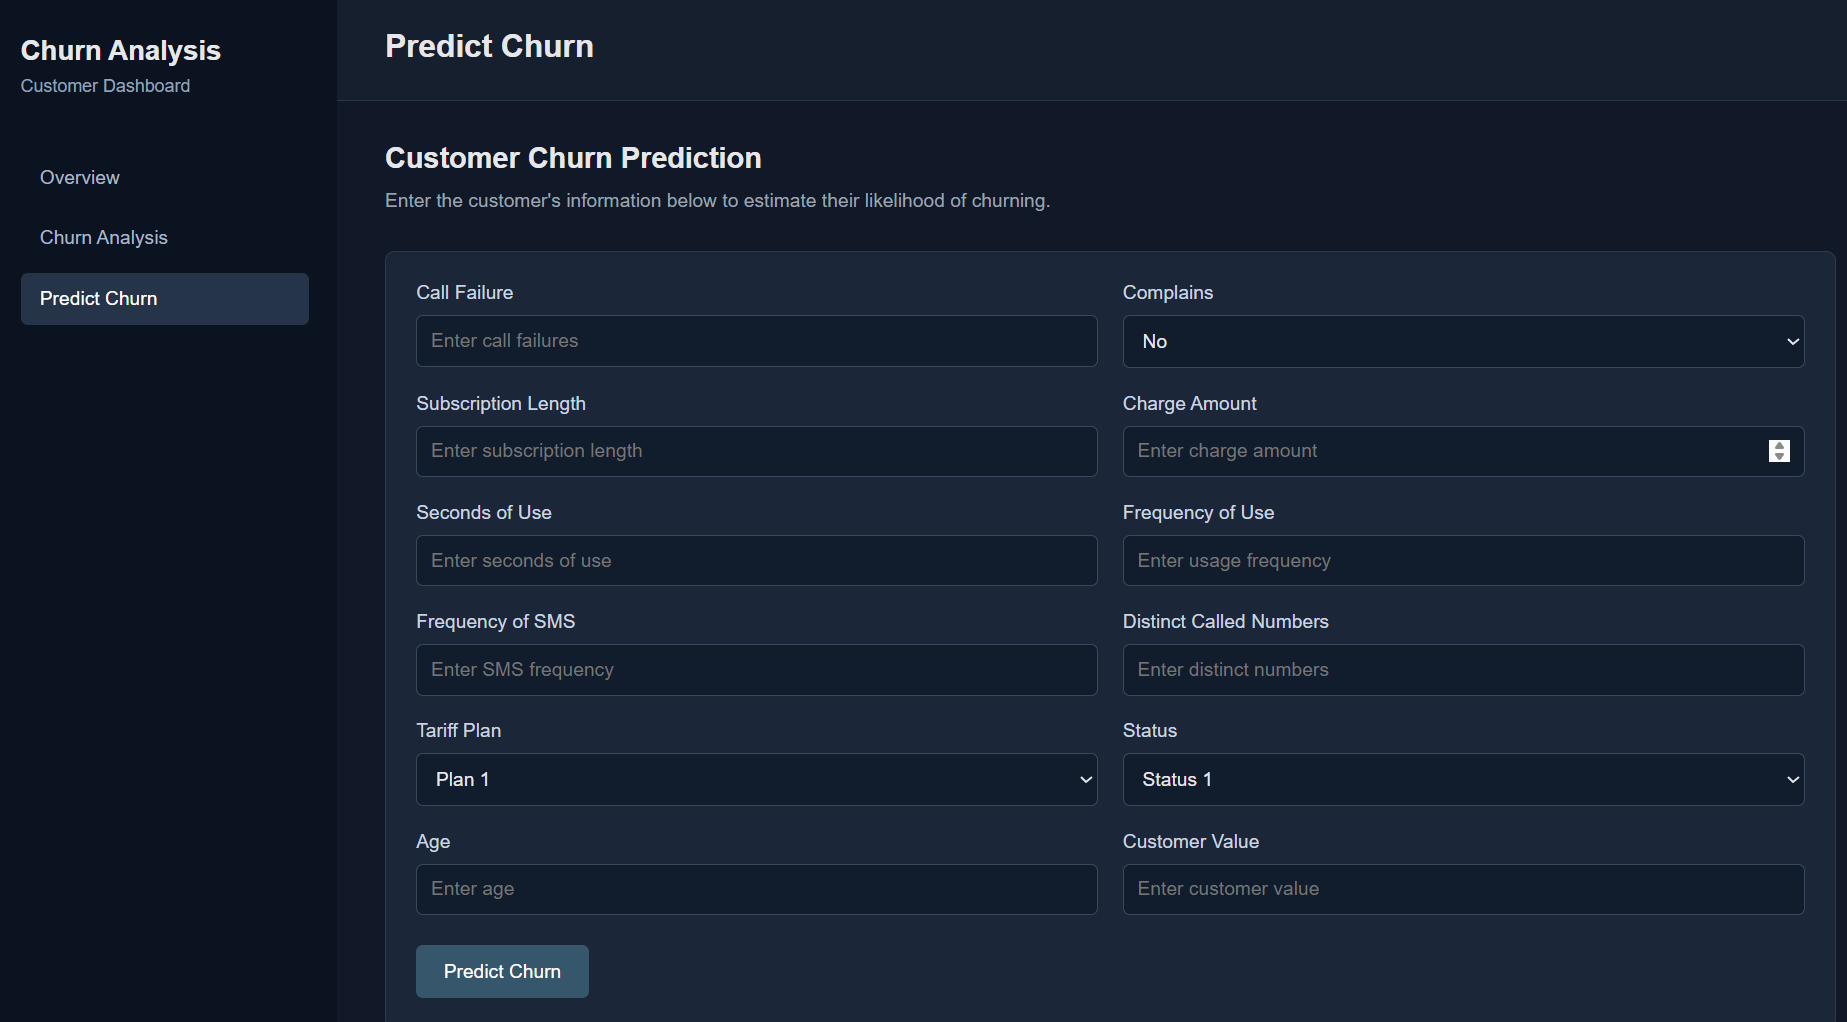 Churn Analysis
Customer Dashboard
Overview
Churn Analysis
Predict Churn
Predict Churn
Customer Churn Prediction
Enter the customer's information below to estimate their likelihood of churning.
Call Failure
Enter call failures
Complains
No
Subscription Length
Enter subscription length
Charge Amount
Enter charge amount
Seconds of Use
Enter seconds of use
Frequency of Use
Enter usage frequency
Frequency of SMS
Enter SMS frequency
Distinct Called Numbers
Enter distinct numbers
Tariff Plan
Plan 1
Status
Status 1
Age
Enter age
Customer Value
Enter customer value
Predict Churn